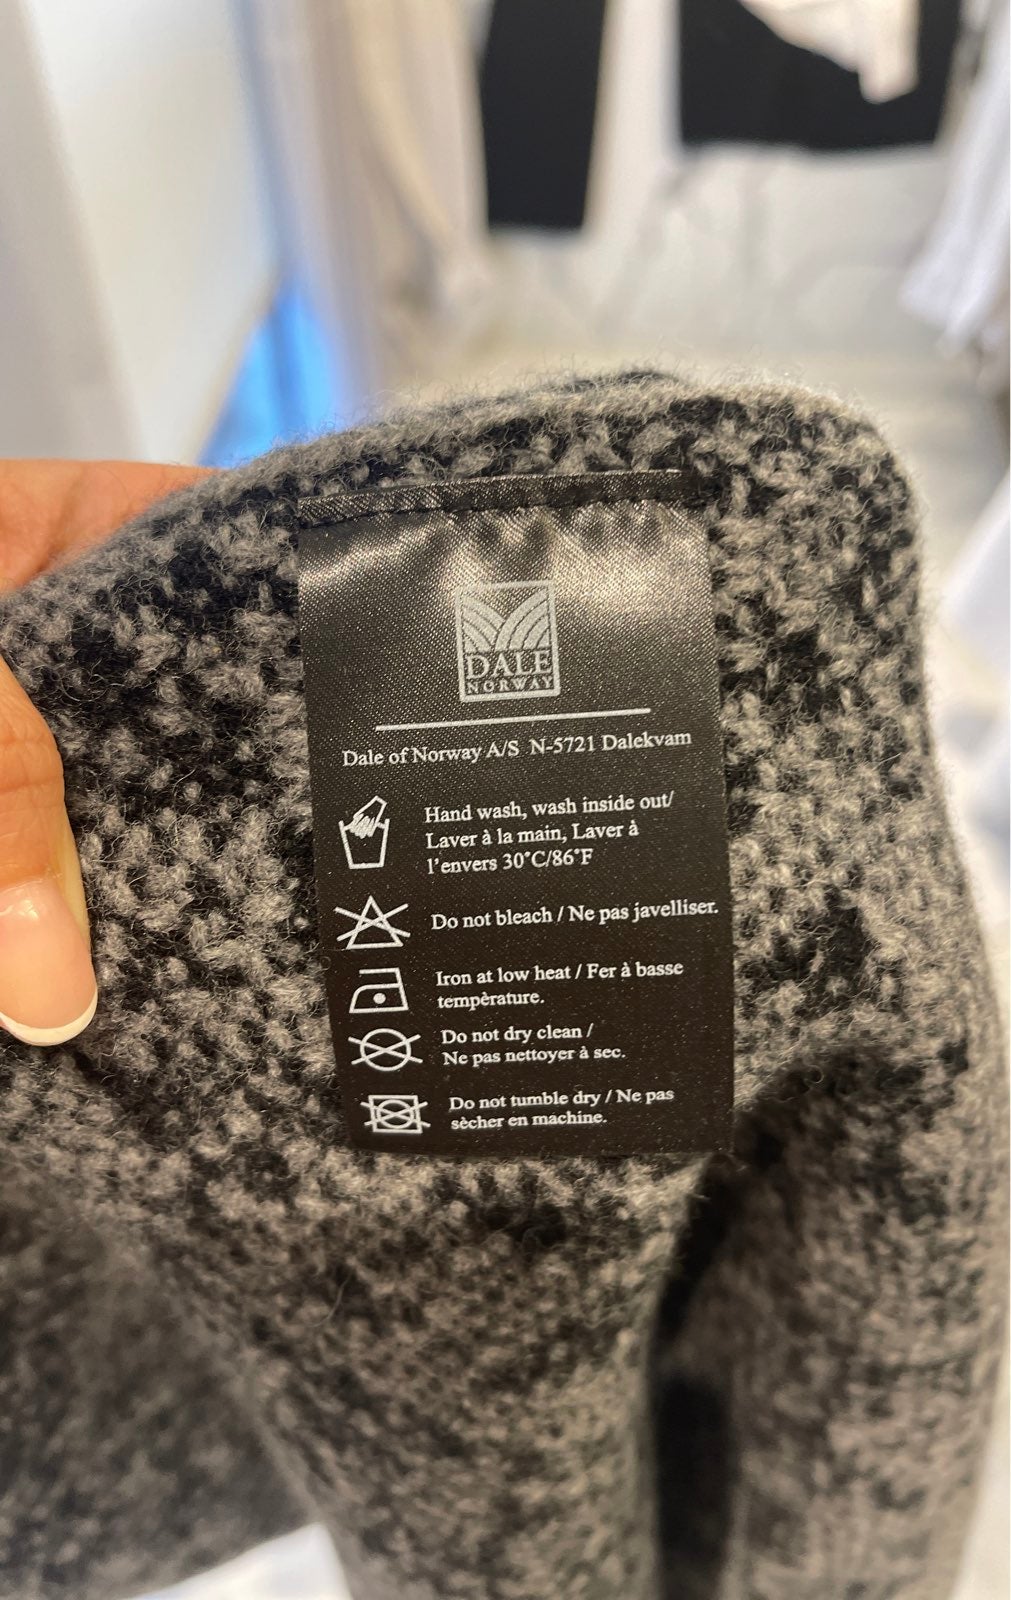 DALE
NORWAY
Dale of Norway A/S N-5721 Dalekvam
Hand wash, wash inside out/
Laver à la main, Laver à
l'envers 30°C/86°F
Do not bleach / Ne pas javelliser.
Iron at low heat / Fer à basse
tempèrature.
Do not dry clean /
Ne pas nettoyer à sec.
Do not tumble dry / Ne pas
sècher en machine.